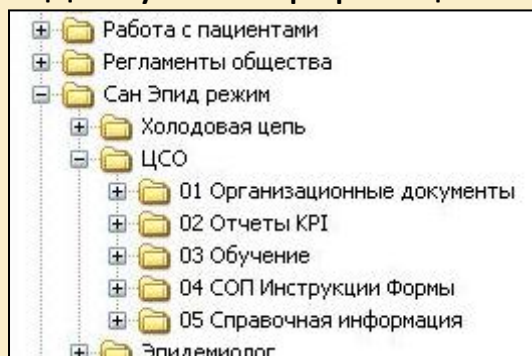 Работа с пациентами
Регламенты общества
Сан Эпид режим
Холодовая цепь
ЦСО
01 Организационные документы
02 Отчеты KPI
03 Обучение
04 СОП Инструкции Формы
05 Справочная информация
Эпидемиолог